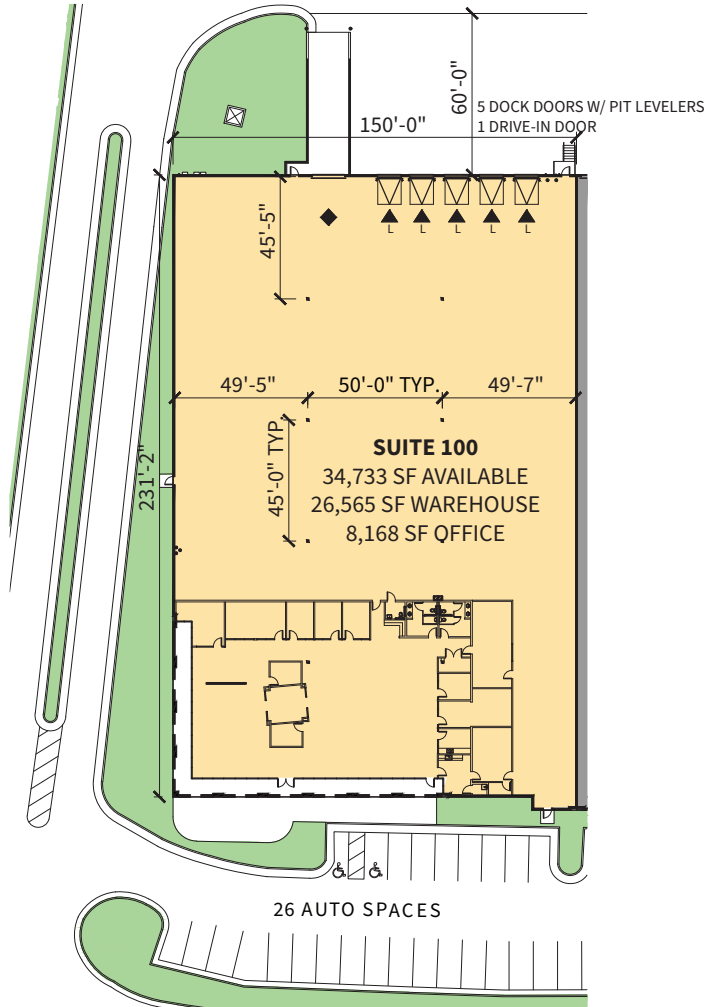 60'-0"
5 DOCK DOORS W/ PIT LEVELERS
1 DRIVE-IN DOOR
150'-0"
45'-5"
L L L L L
49'-5" 50'-0" TYP. 49'-7"
45'-0" TYP.
231'-2"
SUITE 100
34,733 SF AVAILABLE
26,565 SF WAREHOUSE
8,168 SF OFFICE
26 AUTO SPACES